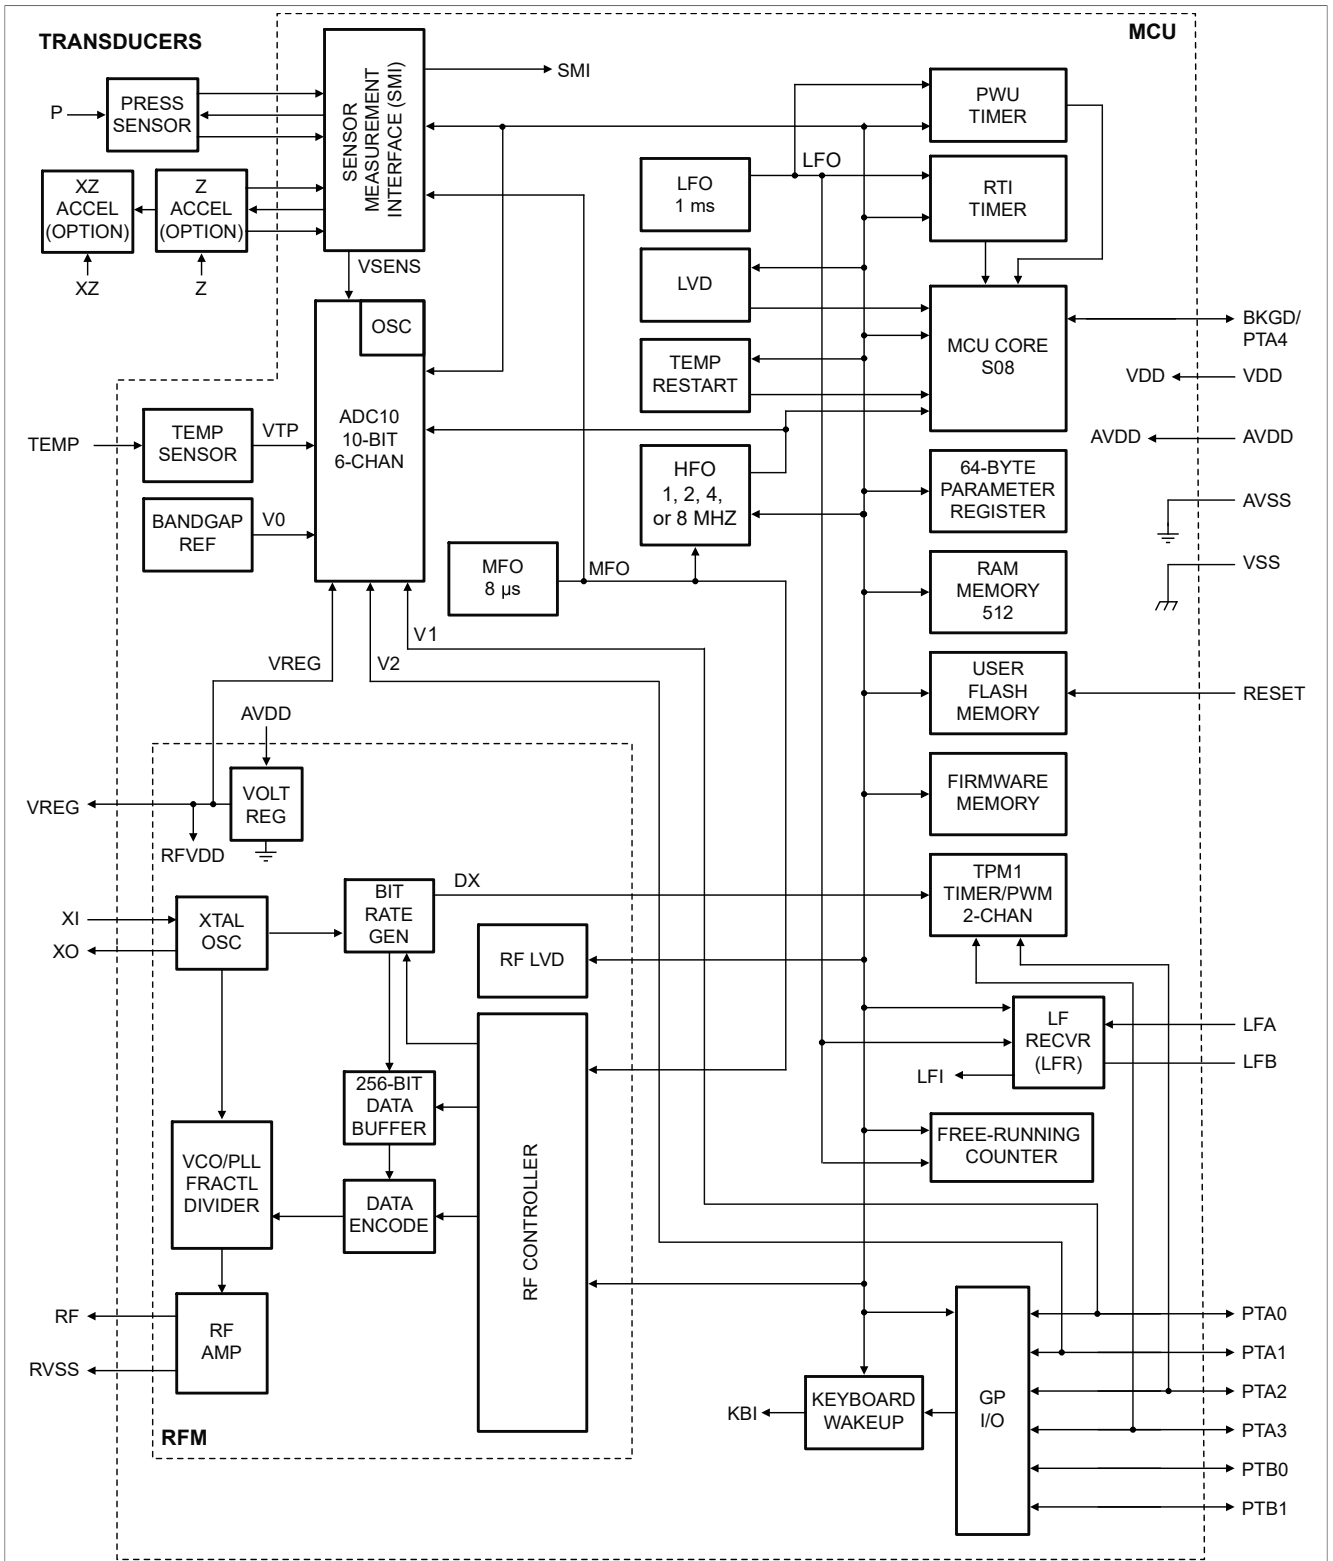 TRANSDUCERS
MCU
P
PRESS
SENSOR
SENSOR
MEASUREMENT
INTERFACE (SMI)
SMI
PWU
TIMER
XZ
ACCEL
(OPTION)
Z
ACCEL
(OPTION)
XZ
Z
VSENS
LFO
1 ms
LFO
RTI
TIMER
LVD
OSC
TEMP
RESTART
MCU CORE
S08
BKGD/
PTA4
VDD
VDD
AVDD
AVDD
TEMP
TEMP
SENSOR
VTP
ADC10
10-BIT
6-CHAN
HFO
1, 2, 4,
or 8 MHZ
64-BYTE
PARAMETER
REGISTER
AVSS
BANDGAP
REF
V0
MFO
8 µs
MFO
RAM
MEMORY
512
VSS
V1
VREG
V2
USER
FLASH
MEMORY
RESET
AVDD
VOLT
REG
VREG
RFVDD
FIRMWARE
MEMORY
XI
XO
XTAL
OSC
BIT
RATE
GEN
DX
TPM1
TIMER/PWM
2-CHAN
RF LVD
LF
RECVR
(LFR)
LFA
LFB
LFI
256-BIT
DATA
BUFFER
RF CONTROLLER
FREE-RUNNING
COUNTER
VCO/PLL
FRACTL
DIVIDER
DATA
ENCODE
RF
RVSS
RF
AMP
RFM
KBI
KEYBOARD
WAKEUP
GP
I/O
PTA0
PTA1
PTA2
PTA3
PTB0
PTB1